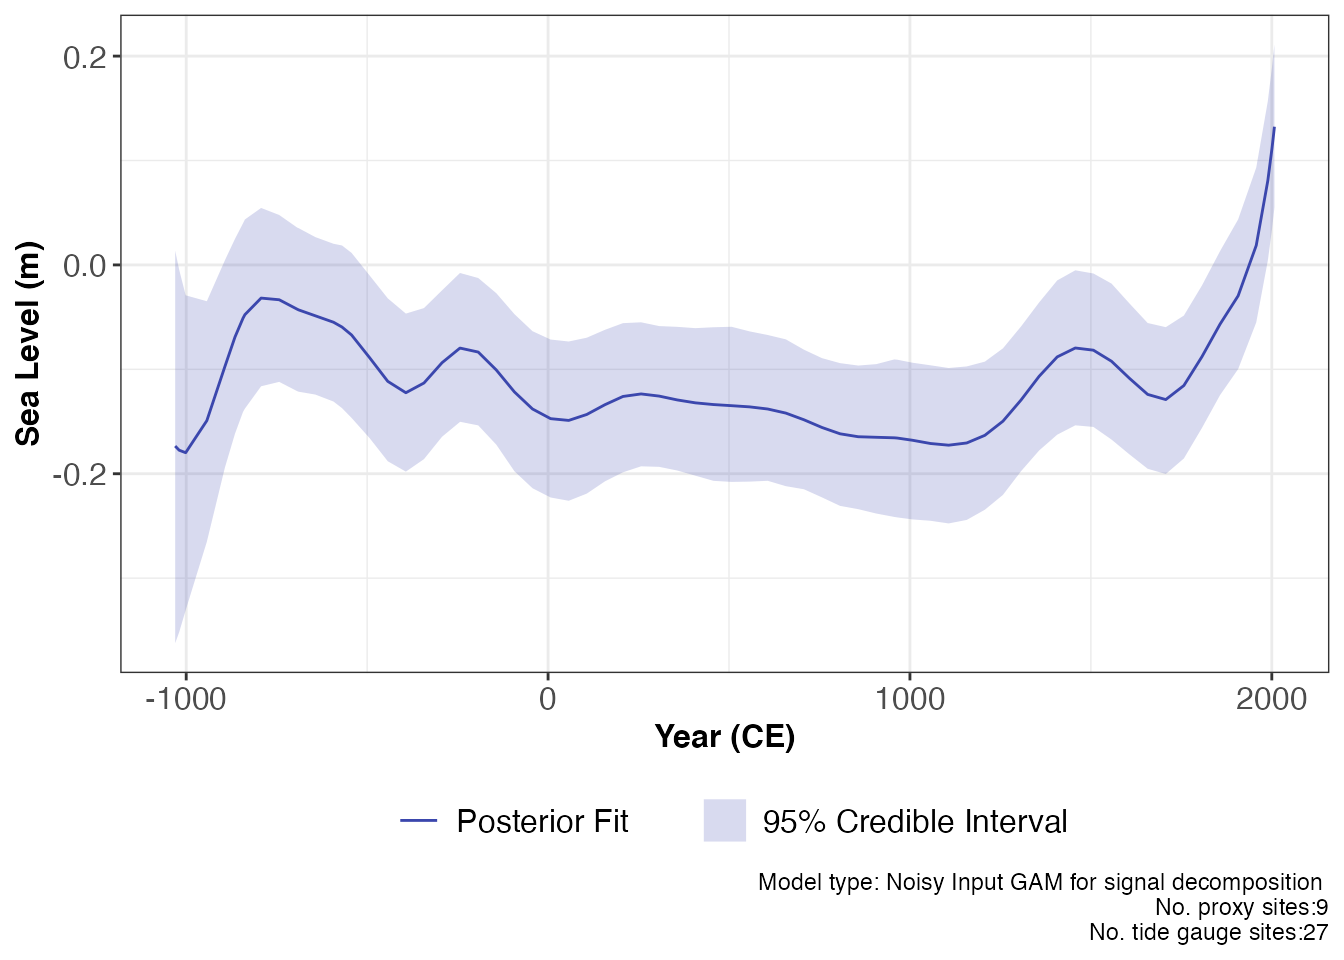 0.2
0.0
-0.2
Sea Level (m)
-1000 0 1000 2000
Year (CE)
Posterior Fit 95% Credible Interval
Model type: Noisy Input GAM for signal decomposition
No. proxy sites:9
No. tide gauge sites:27